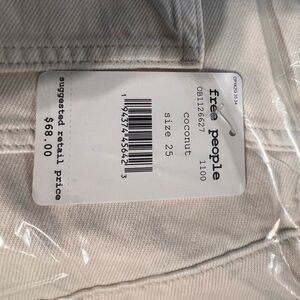 free people
OB1126627 1100
coconut
size 25
1 94374 45642 3
suggested retail price
$68.00